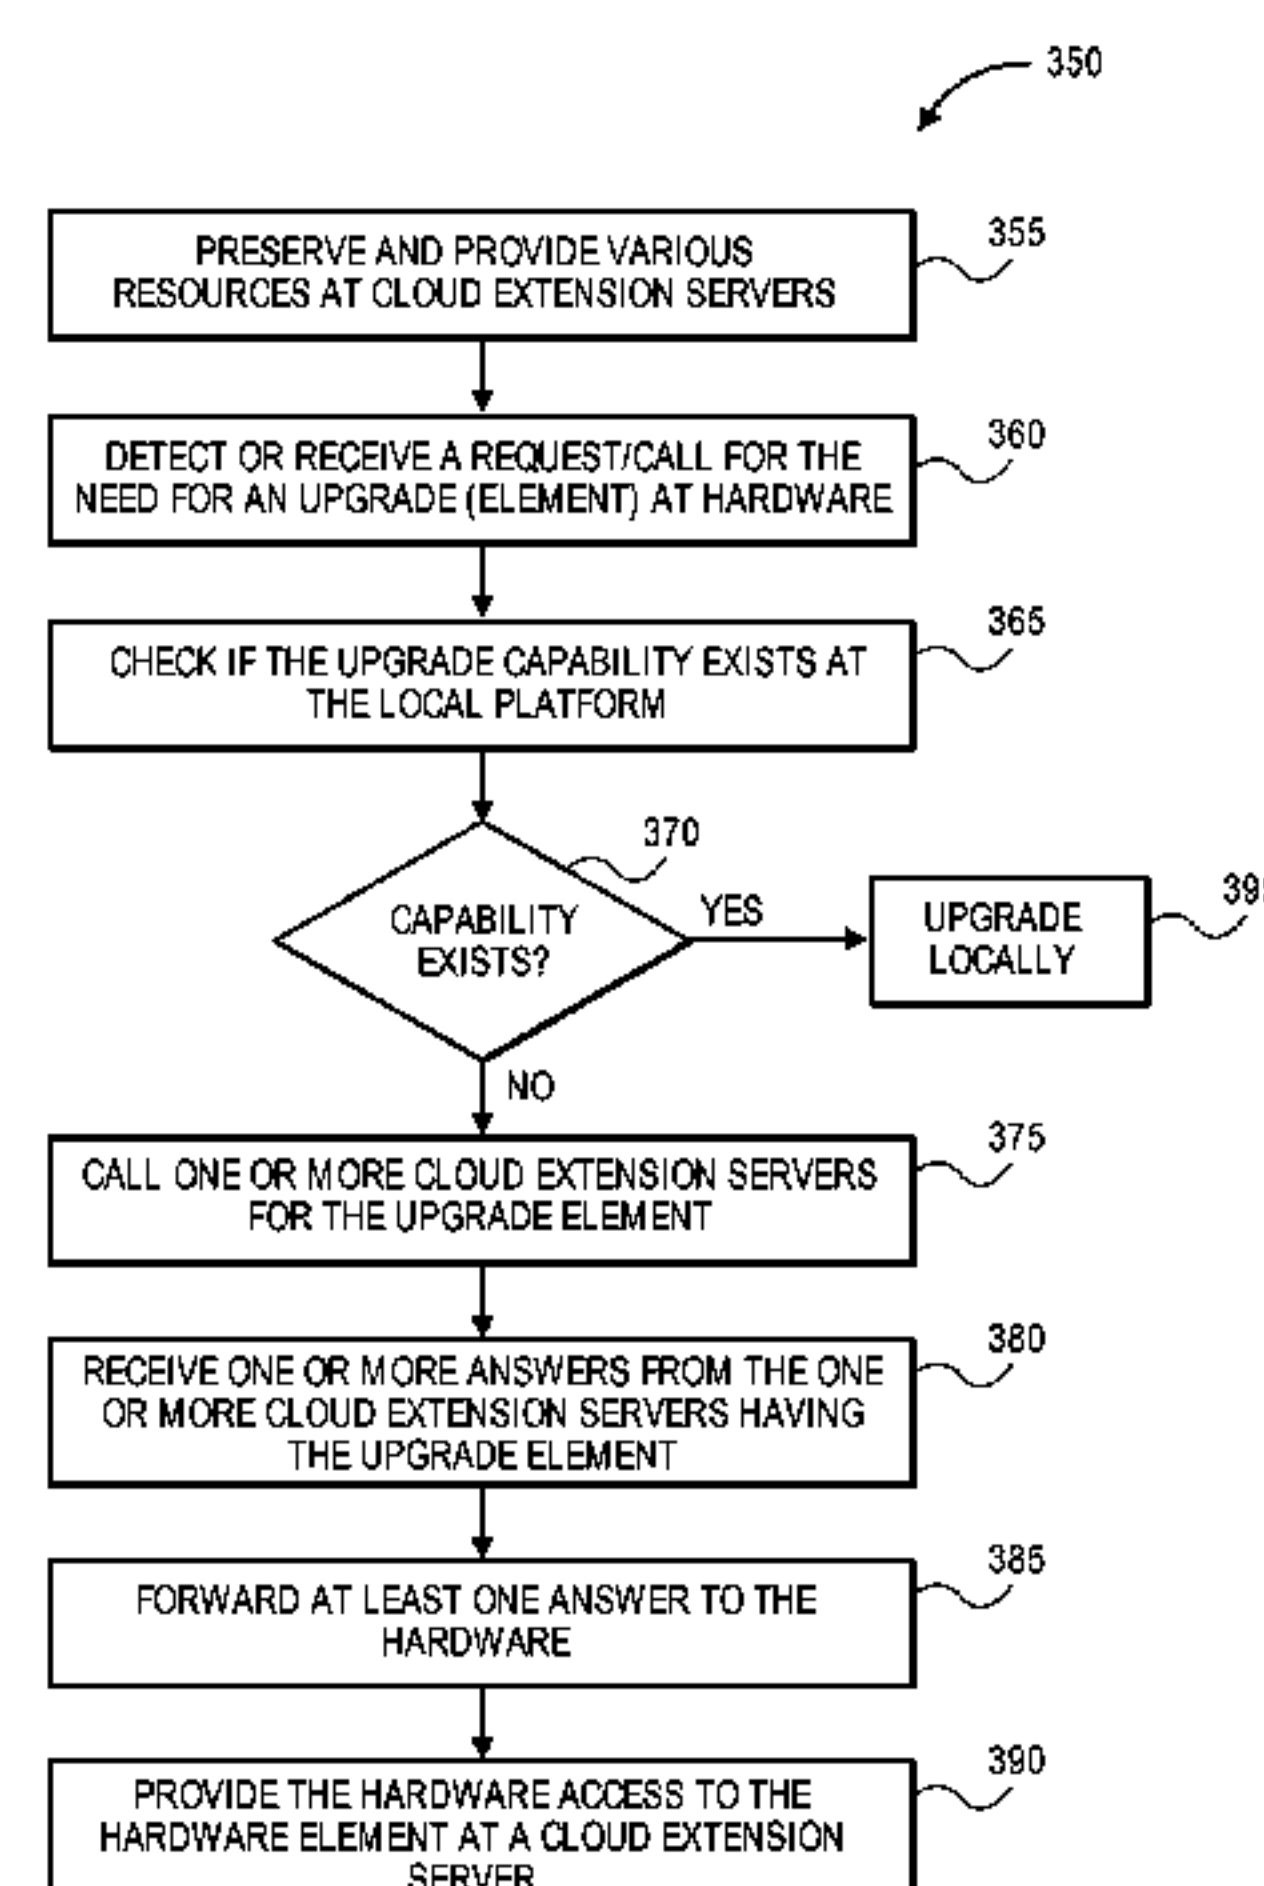 350
PRESERVE AND PROVIDE VARIOUS
RESOURCES AT CLOUD EXTENSION SERVERS
355
DETECT OR RECEIVE A REQUEST/CALL FOR THE
NEED FOR AN UPGRADE (ELEMENT) AT HARDWARE
360
CHECK IF THE UPGRADE CAPABILITY EXISTS AT
THE LOCAL PLATFORM
365
370
CAPABILITY
EXISTS?
YES
UPGRADE
LOCALLY
NO
CALL ONE OR MORE CLOUD EXTENSION SERVERS
FOR THE UPGRADE ELEMENT
375
RECEIVE ONE OR MORE ANSWERS FROM THE ONE
OR MORE CLOUD EXTENSION SERVERS HAVING
THE UPGRADE ELEMENT
380
FORWARD AT LEAST ONE ANSWER TO THE
HARDWARE
385
PROVIDE THE HARDWARE ACCESS TO THE
HARDWARE ELEMENT AT A CLOUD EXTENSION
SERVER
390